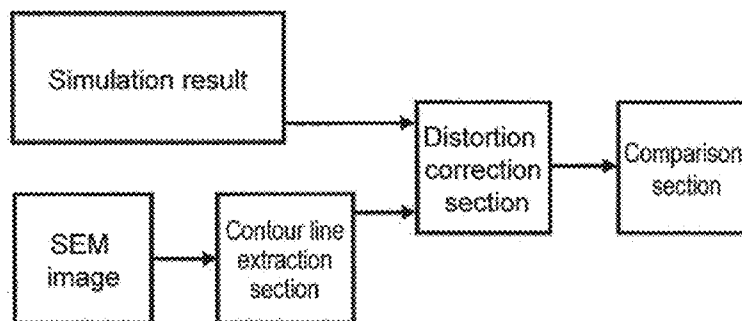 Simulation result
Distortion
correction
section
Comparison
section
SEM
image
Contour line
extraction
section